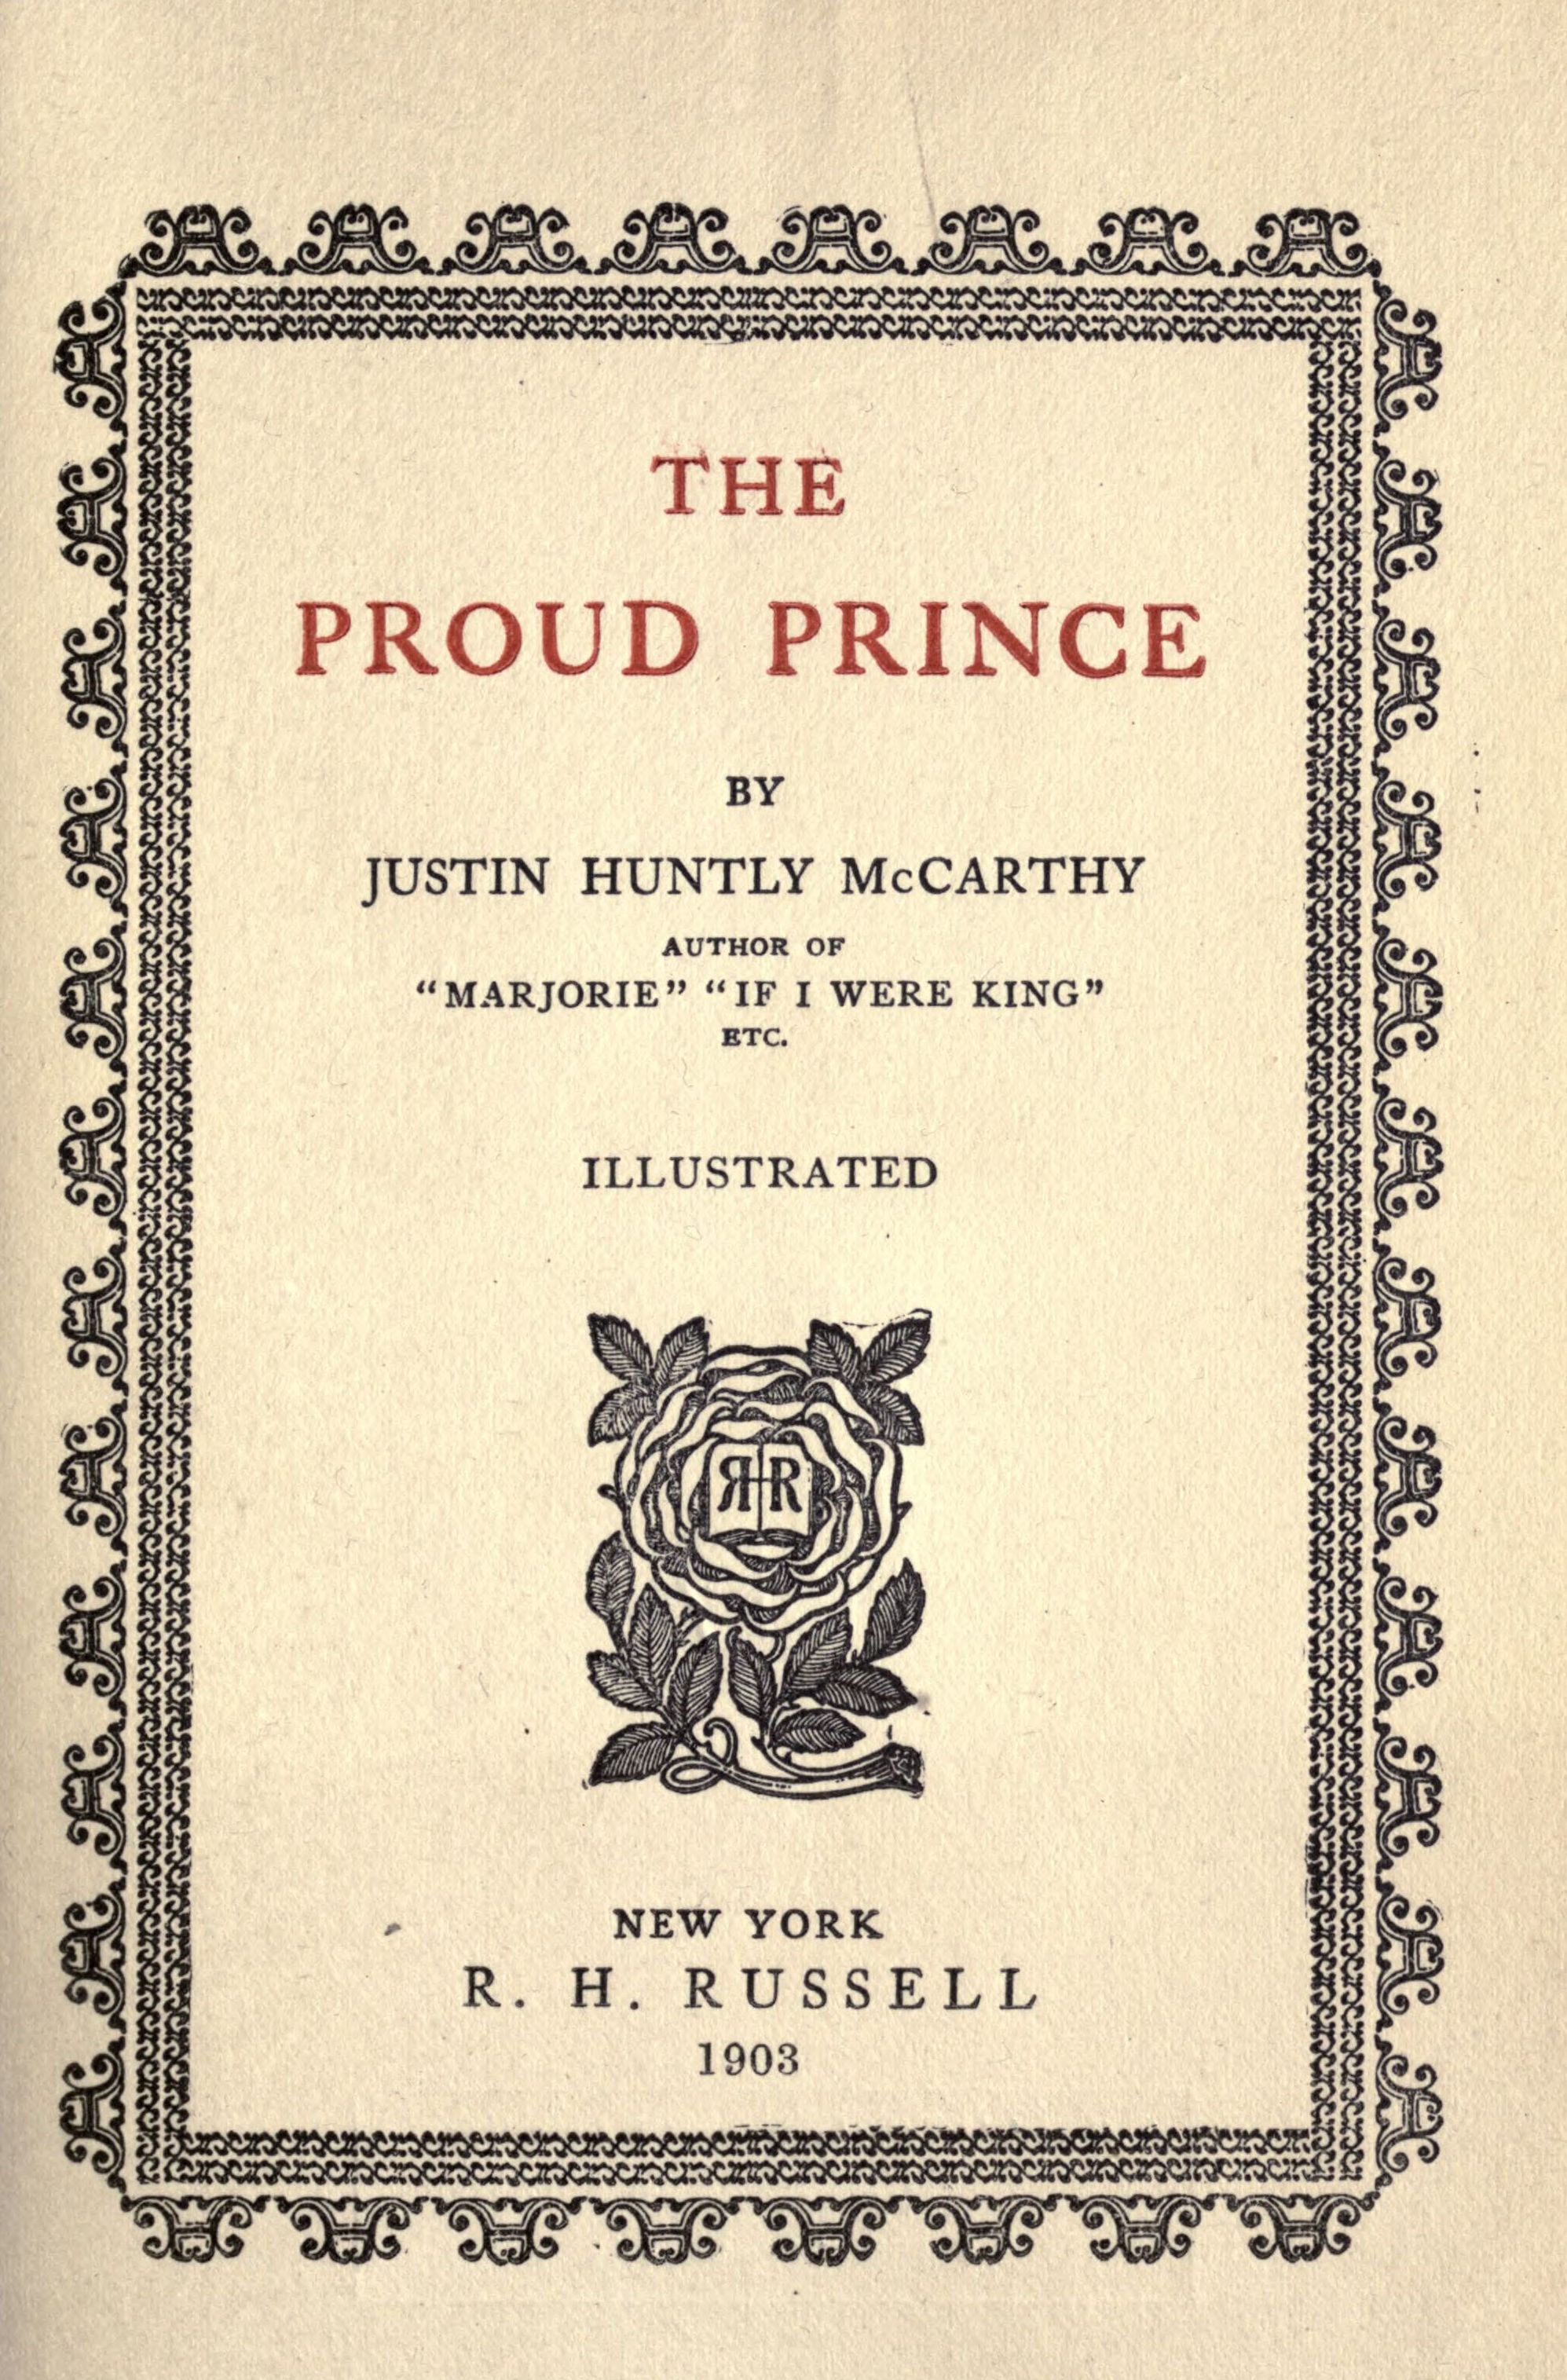 THE
PROUD PRINCE
BY
JUSTIN HUNTLY McCARTHY
AUTHOR OF
“MARJORIE” “IF I WERE KING”
ETC.
ILLUSTRATED
RHR
NEW YORK
R. H. RUSSELL
1903